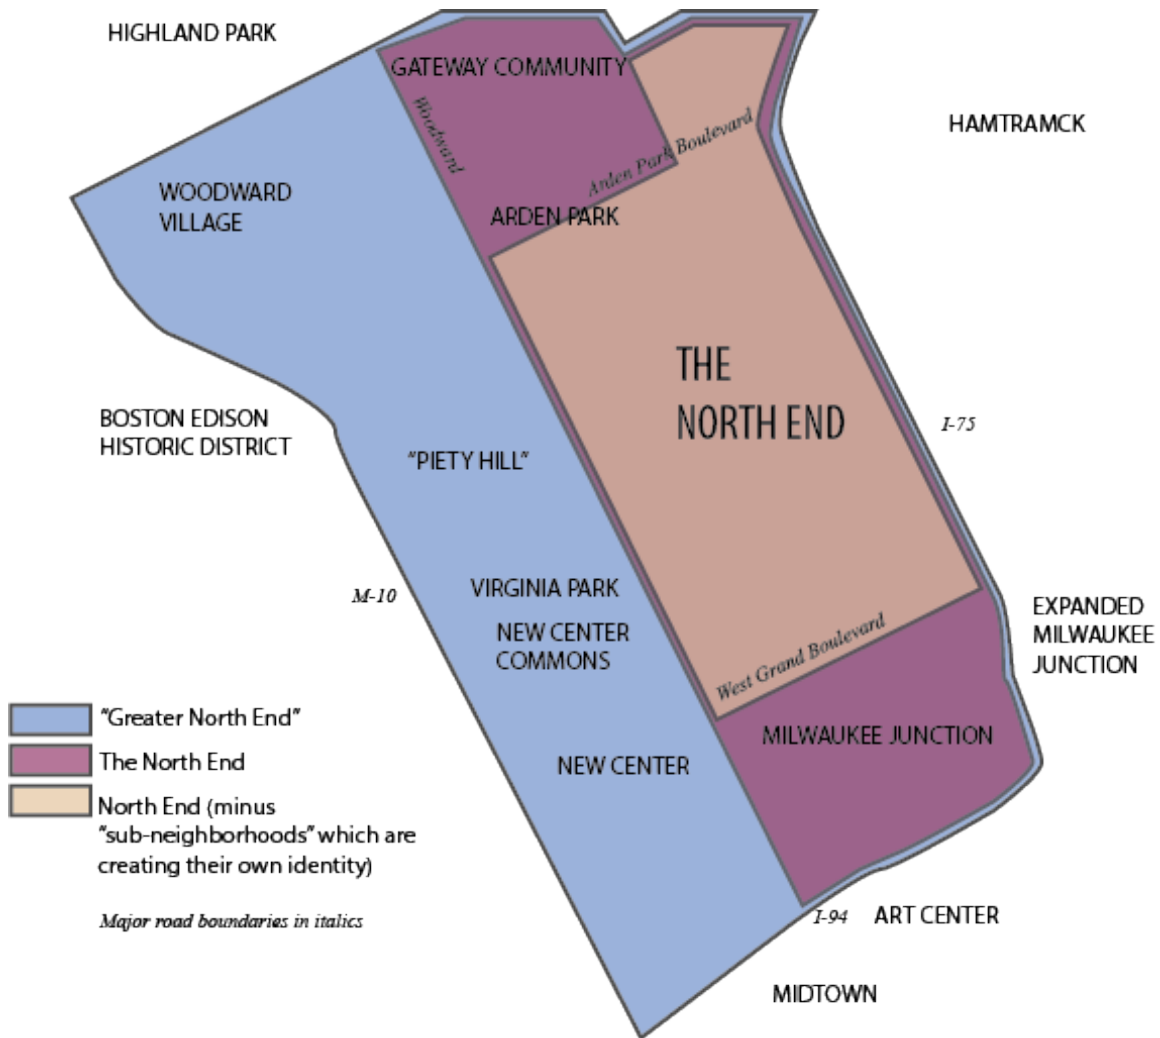 HIGHLAND PARK
GATEWAY COMMUNITY
Woodward
HAMTRAMCK
Arden Park Boulevard
WOODWARD
VILLAGE
ARDEN PARK
THE
NORTH END
BOSTON EDISON
HISTORIC DISTRICT
I-75
"PIETY HILL"
M-10
VIRGINIA PARK
NEW CENTER
COMMONS
West Grand Boulevard
EXPANDED
MILWAUKEE
JUNCTION
"Greater North End"
MILWAUKEE JUNCTION
The North End
NEW CENTER
North End (minus
"sub-neighborhoods" which are
creating their own identity)
Major road boundaries in italics
I-94
ART CENTER
MIDTOWN